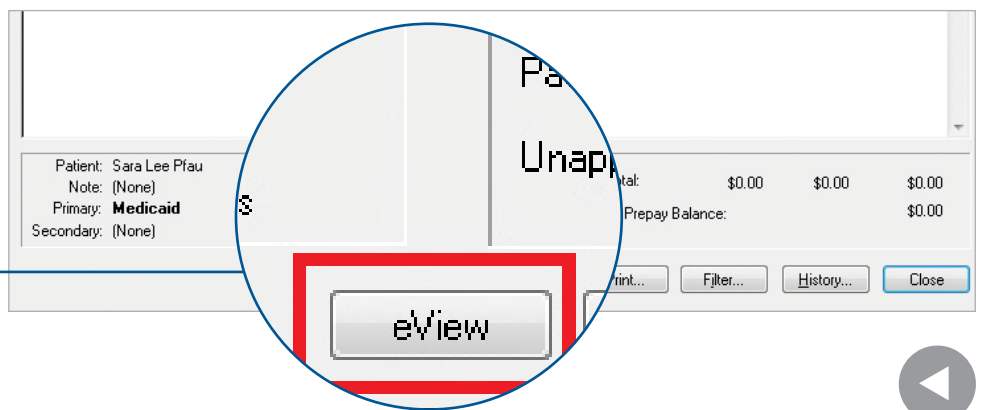 Patient: Sara Lee Pfau
Note: (None)
Primary: Medicaid
Secondary: (None)
s
Pa
Unapp
tal: $0.00 $0.00 $0.00
Prepay Balance: $0.00
eView
rint... Filter... History... Close